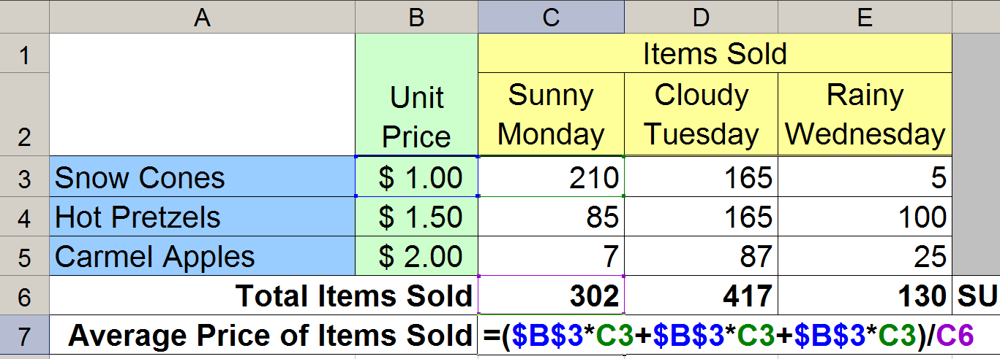 A B C D E
1 Items Sold
Unit Sunny Cloudy Rainy
2 Price Monday Tuesday Wednesday
3 Snow Cones $ 1.00 210 165 5
4 Hot Pretzels $ 1.50 85 165 100
5 Carmel Apples $ 2.00 7 87 25
6 Total Items Sold 302 417 130 SU
7 Average Price of Items Sold =($B$3*C3+$B$3*C3+$B$3*C3)/C6